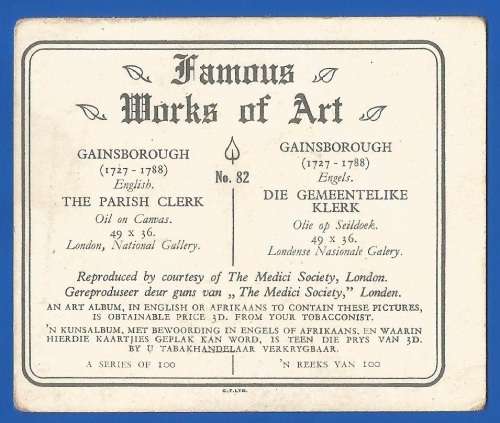 Famous
Works of Art
GAINSBOROUGH
(1727 - 1788)
English.
THE PARISH CLERK
Oil on Canvas.
49 x 36.
London, National Gallery.
No. 82
GAINSBOROUGH
(1727 - 1788)
Engels.
DIE GEMEENTELIKE
KLERK
Olie op Seildoek.
49 x 36.
Londense Nasionale Galery.
Reproduced by courtesy of The Medici Society, London.
Gereproduseer deur guns van „ The Medici Society,” Londen.
AN ART ALBUM, IN ENGLISH OR AFRIKAANS TO CONTAIN THESE PICTURES,
IS OBTAINABLE PRICE 3D. FROM YOUR TOBACCONIST.
'N KUNSALBUM, MET BEWOORDING IN ENGELS OF AFRIKAANS, EN WAARIN
HIERDIE KAARTJIES GEPLAK KAN WORD, IS TEEN DIE PRYS VAN 3D.
BY U TABAKHANDELAAR VERKRYGBAAR.
A SERIES OF 100
'N REEKS VAN 100
C.T.LTD.